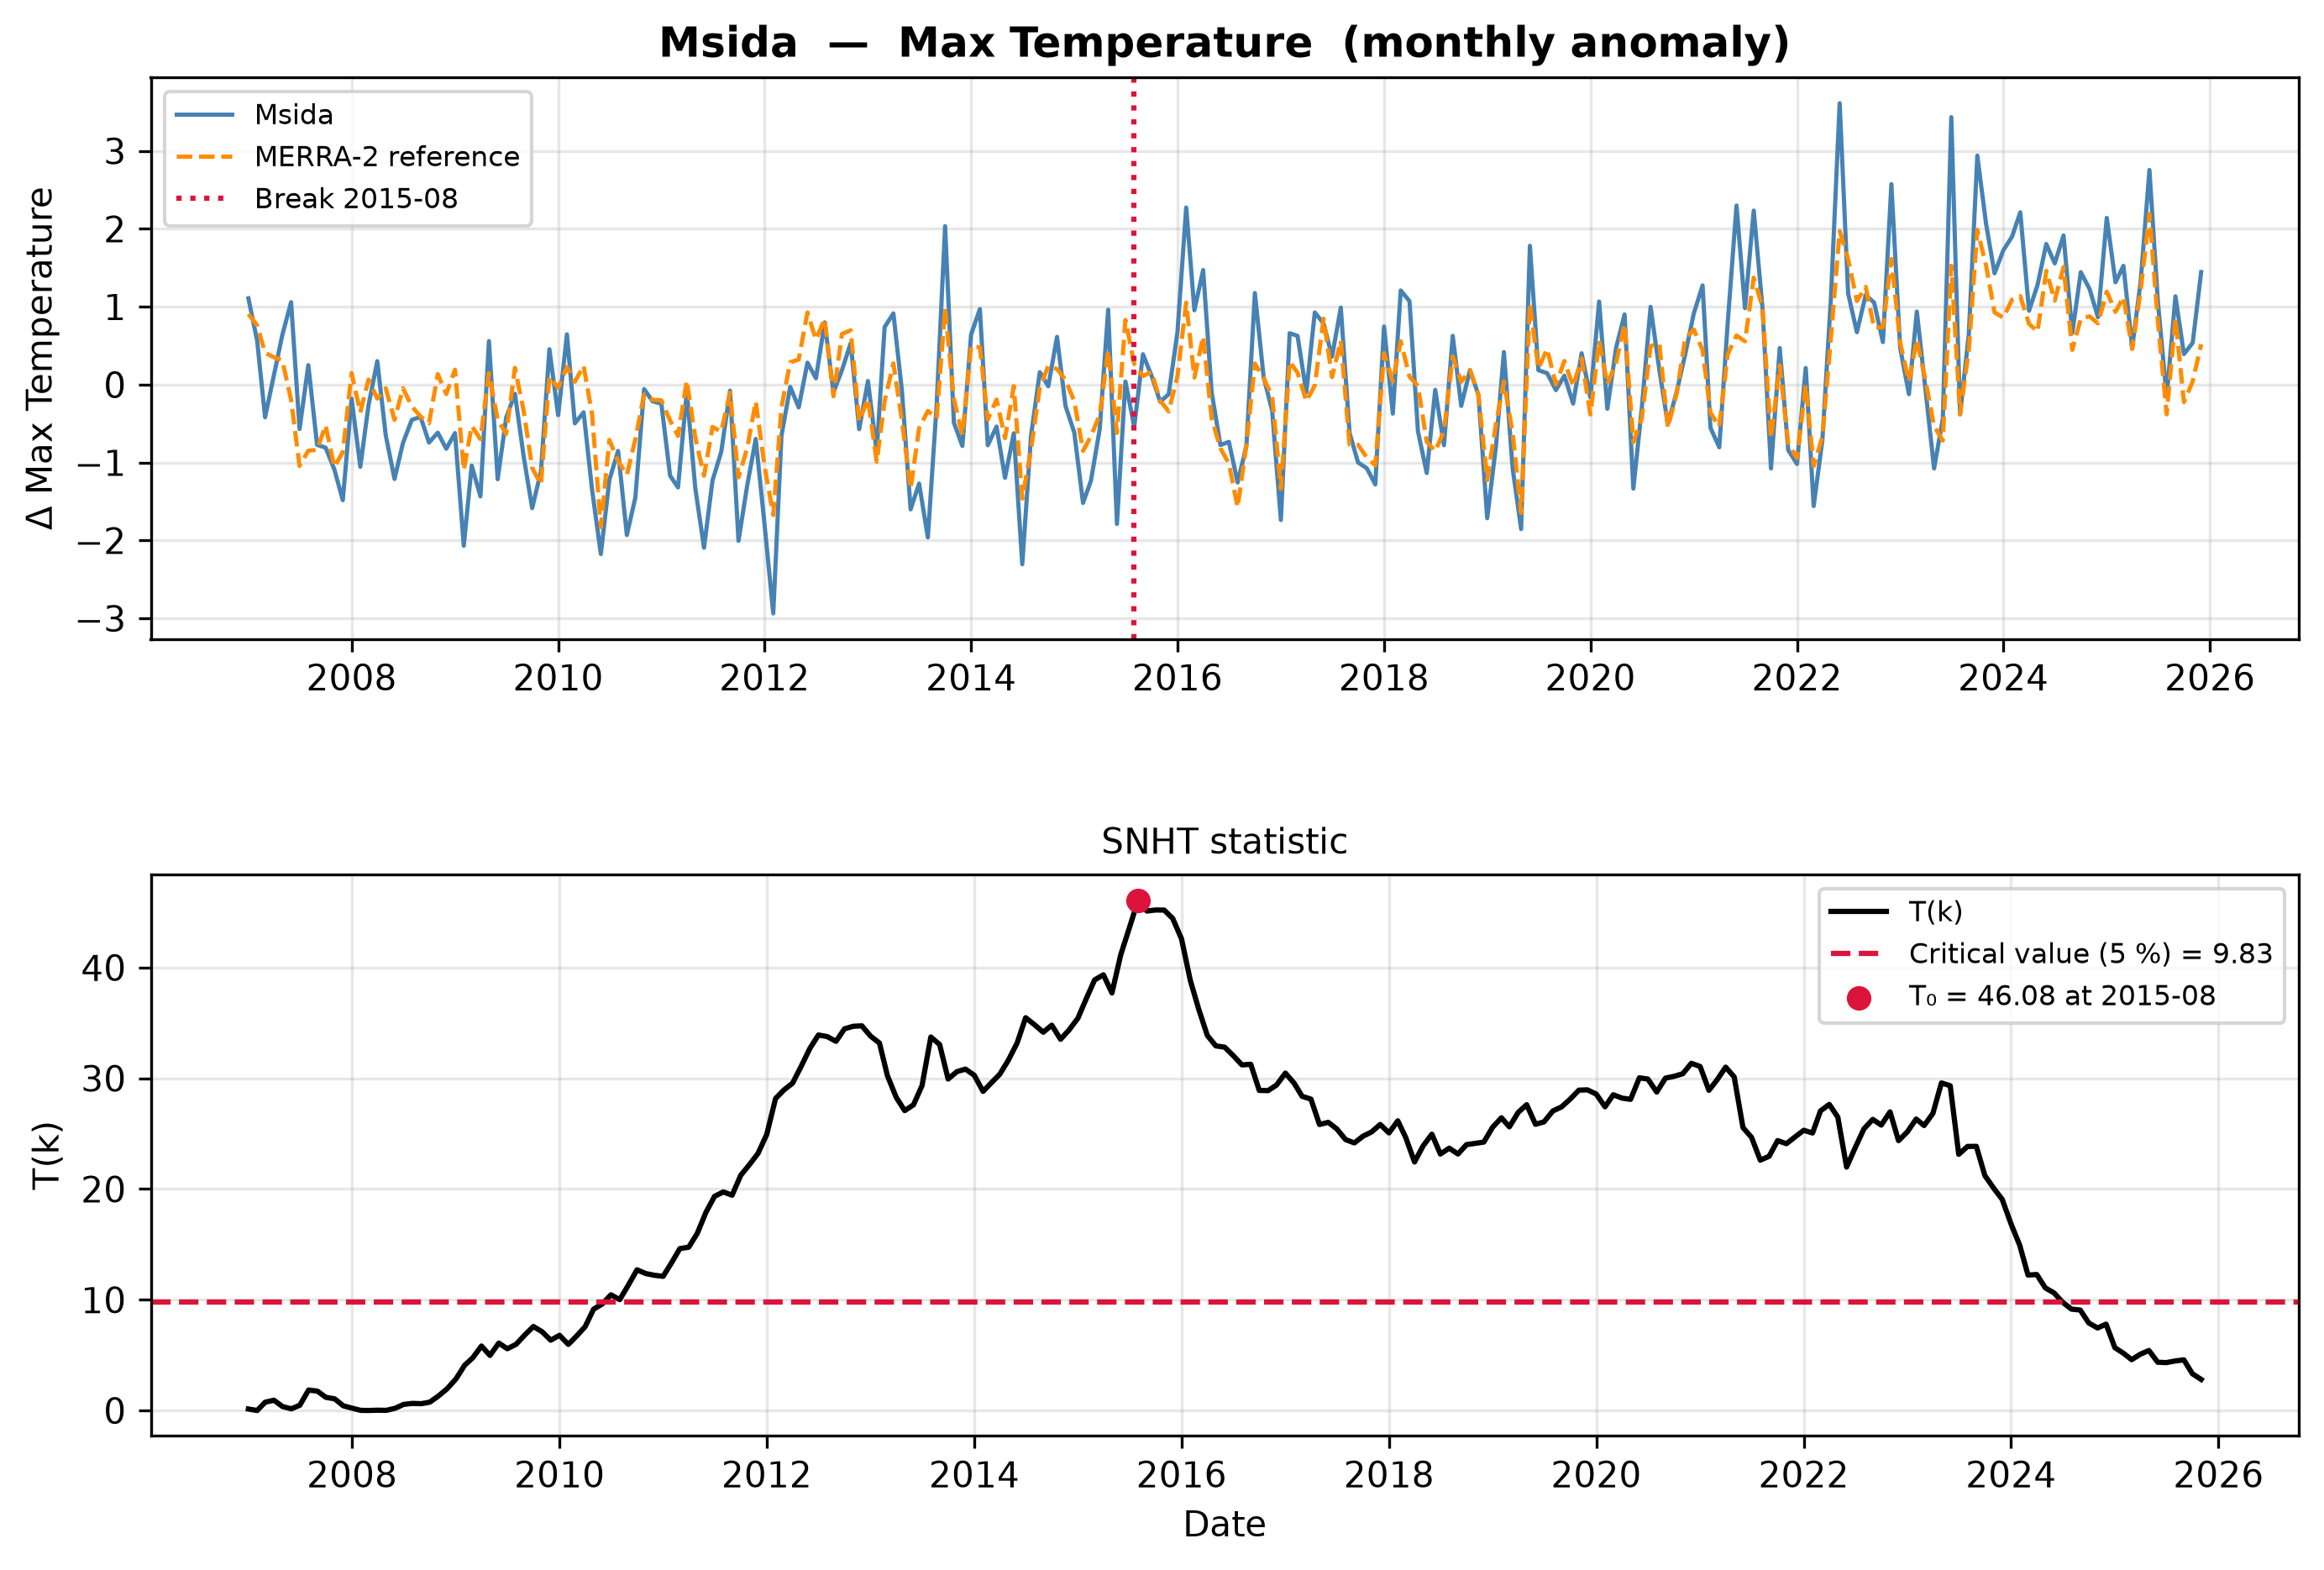 Msida — Max Temperature (monthly anomaly)
Msida
MERRA-2 reference
Break 2015-08
Δ Max Temperature
3
2
1
0
−1
−2
−3
2008 2010 2012 2014 2016 2018 2020 2022 2024 2026
SNHT statistic
T(k)
Critical value (5 %) = 9.83
T₀ = 46.08 at 2015-08
T(k)
40
30
20
10
0
2008 2010 2012 2014 2016 2018 2020 2022 2024 2026
Date